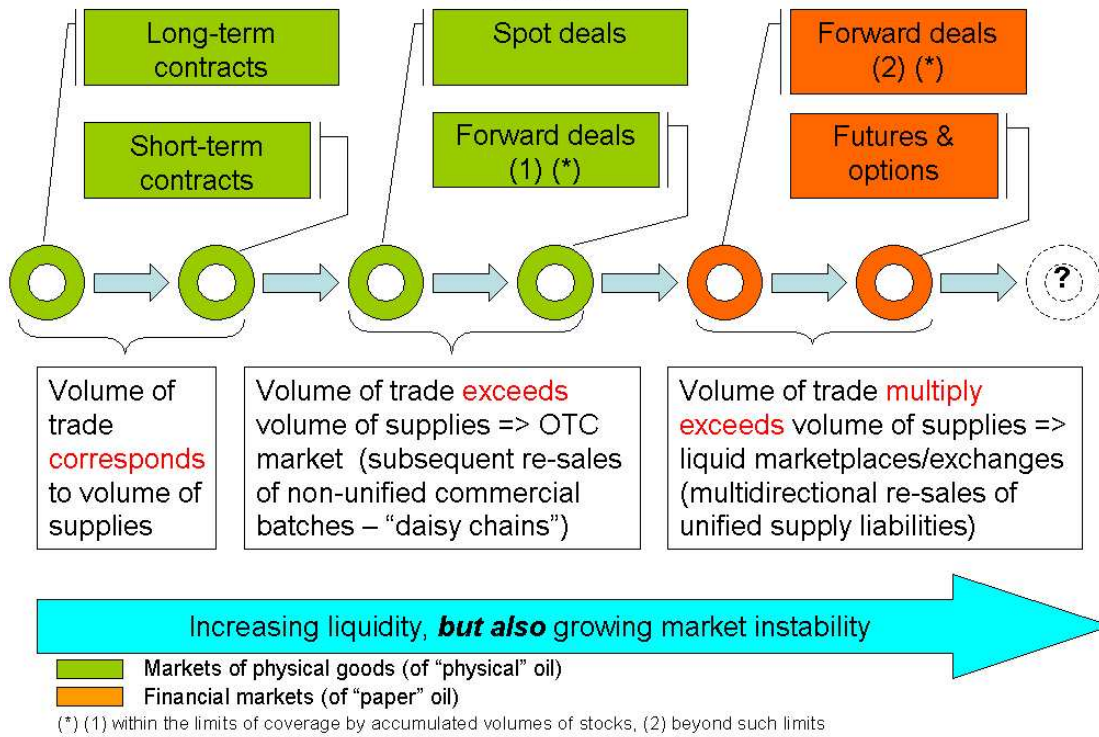 Long-term
contracts
Short-term
contracts
Spot deals
Forward deals
(1) (*)
Forward deals
(2) (*)
Futures &
options
?
Volume of
trade
corresponds
to volume of
supplies
Volume of trade exceeds
volume of supplies => OTC
market (subsequent re-sales
of non-unified commercial
batches – “daisy chains”)
Volume of trade multiply
exceeds volume of supplies =>
liquid marketplaces/exchanges
(multidirectional re-sales of
unified supply liabilities)
Increasing liquidity, but also growing market instability
Markets of physical goods (of “physical” oil)
Financial markets (of “paper” oil)
(*) (1) within the limits of coverage by accumulated volumes of stocks, (2) beyond such limits